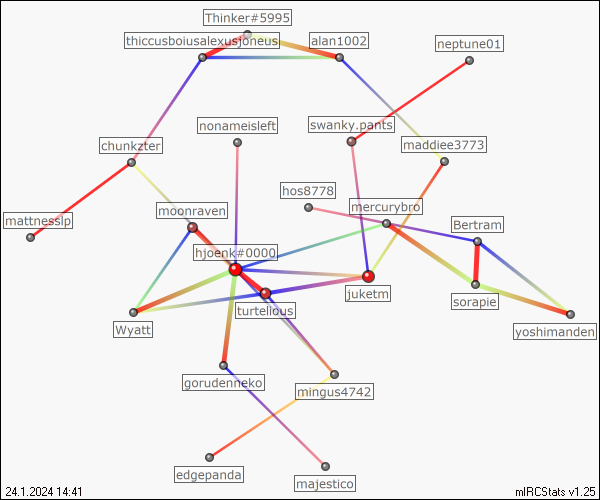 Thinker#5995
thiccusboiusalexusjoneus
alan1002
neptune01
nonameisleft
swanky.pants
chunkzter
maddiee3773
hos8778
mercurybro
mattnesslp
moonraven
Bertram
hjoenk#0000
juketm
sorapie
turtelious
Wyatt
yoshimanden
gorudenneko
mingus4742
edgepanda
majestico
24.1.2024 14:41
mIRCStats v1.25